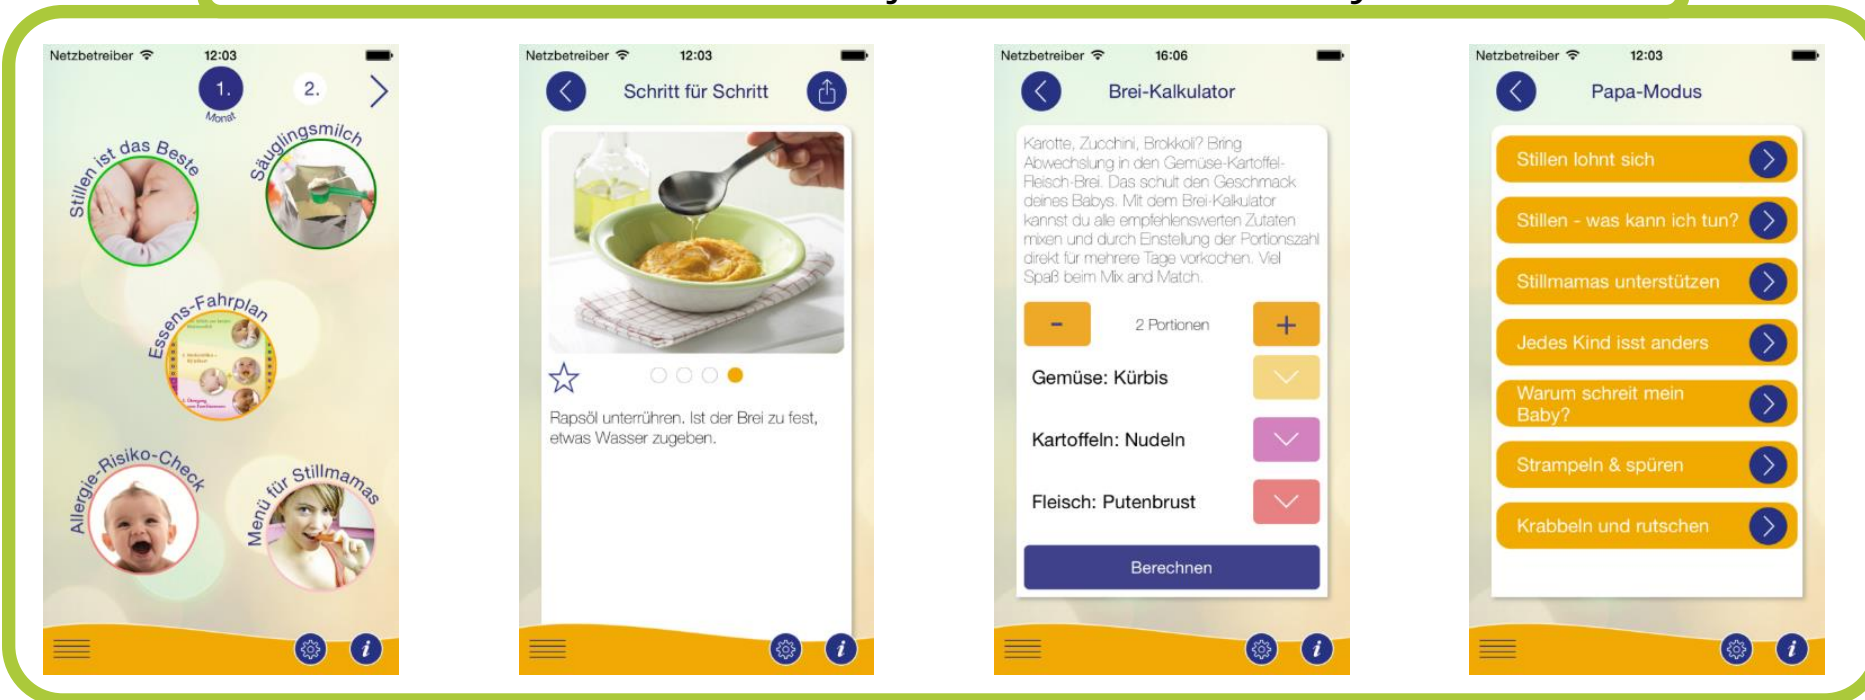 Netzbetreiber 12:03
1. 2.
Monat
Stillen ist das Beste
Säuglingsmilch
Essens-Fahrplan
Allergie-Risiko-Check
Menü für Stillmamas
i
Netzbetreiber 12:03
Schritt für Schritt
Rapsöl unterrühren. Ist der Brei zu fest,
etwas Wasser zugeben.
i
Netzbetreiber 16:06
Brei-Kalkulator
Karotte, Zucchini, Brokkoli? Bring
Abwechslung in den Gemüse-Kartoffel-
Fleisch-Brei. Das schult den Geschmack
deines Babys. Mit dem Brei-Kalkulator
kannst du alle empfehlenswerten Zutaten
mixen und durch Einstellung der Portionszahl
direkt für mehrere Tage vorkochen. Viel
Spaß beim Mix and Match.
- 2 Portionen +
Gemüse: Kürbis
Kartoffeln: Nudeln
Fleisch: Putenbrust
Berechnen
i
Netzbetreiber 12:03
Papa-Modus
Stillen lohnt sich
Stillen - was kann ich tun?
Stillmamas unterstützen
Jedes Kind isst anders
Warum schreit mein
Baby?
Strampeln & spüren
Krabbeln und rutschen
i